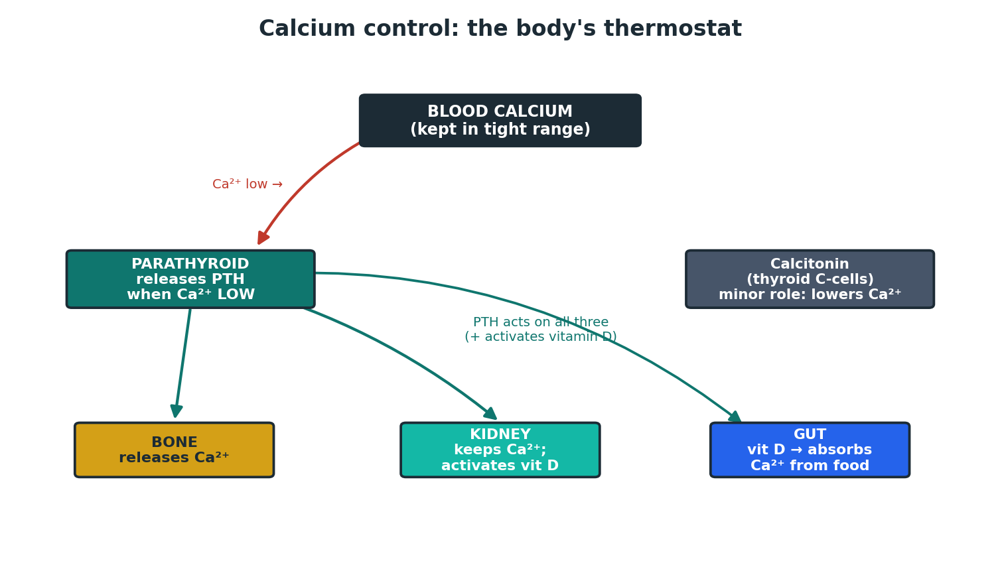 Calcium control: the body's thermostat
BLOOD CALCIUM
(kept in tight range)
Ca²⁺ low →
PARATHYROID
releases PTH
when Ca²⁺ LOW
Calcitonin
(thyroid C-cells)
minor role: lowers Ca²⁺
PTH acts on all three
(+ activates vitamin D)
BONE
releases Ca²⁺
KIDNEY
keeps Ca²⁺;
activates vit D
GUT
vit D → absorbs
Ca²⁺ from food